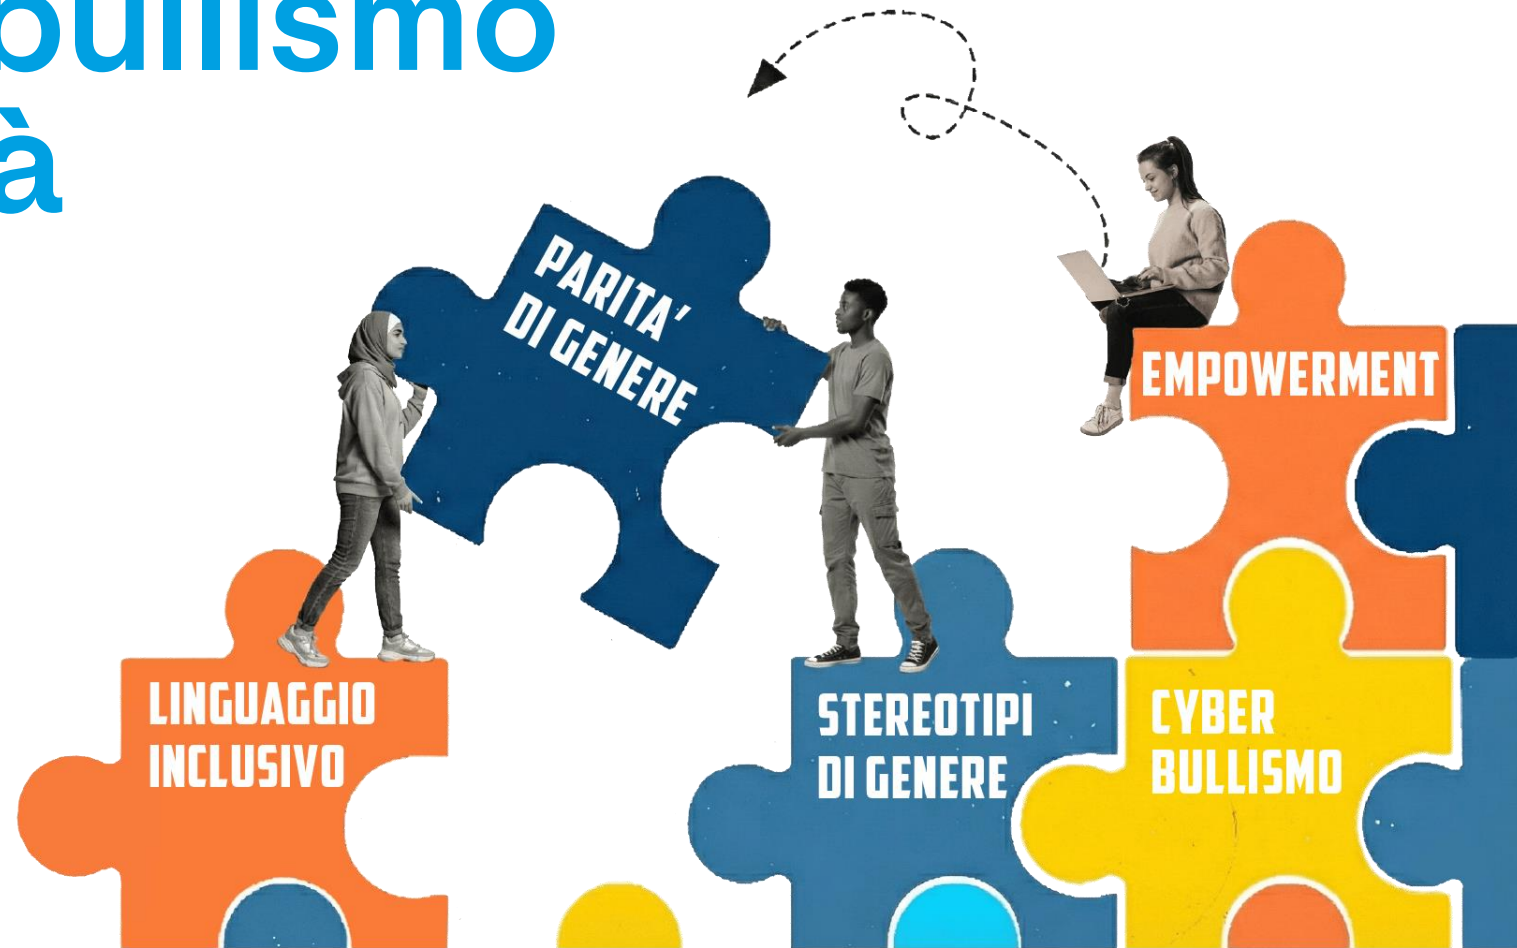 bullismo
à
PARITA'
DI GENERE
EMPOWERMENT
LINGUAGGIO
INCLUSIVO
STEREOTIPI
DI GENERE
CYBER
BULLISMO